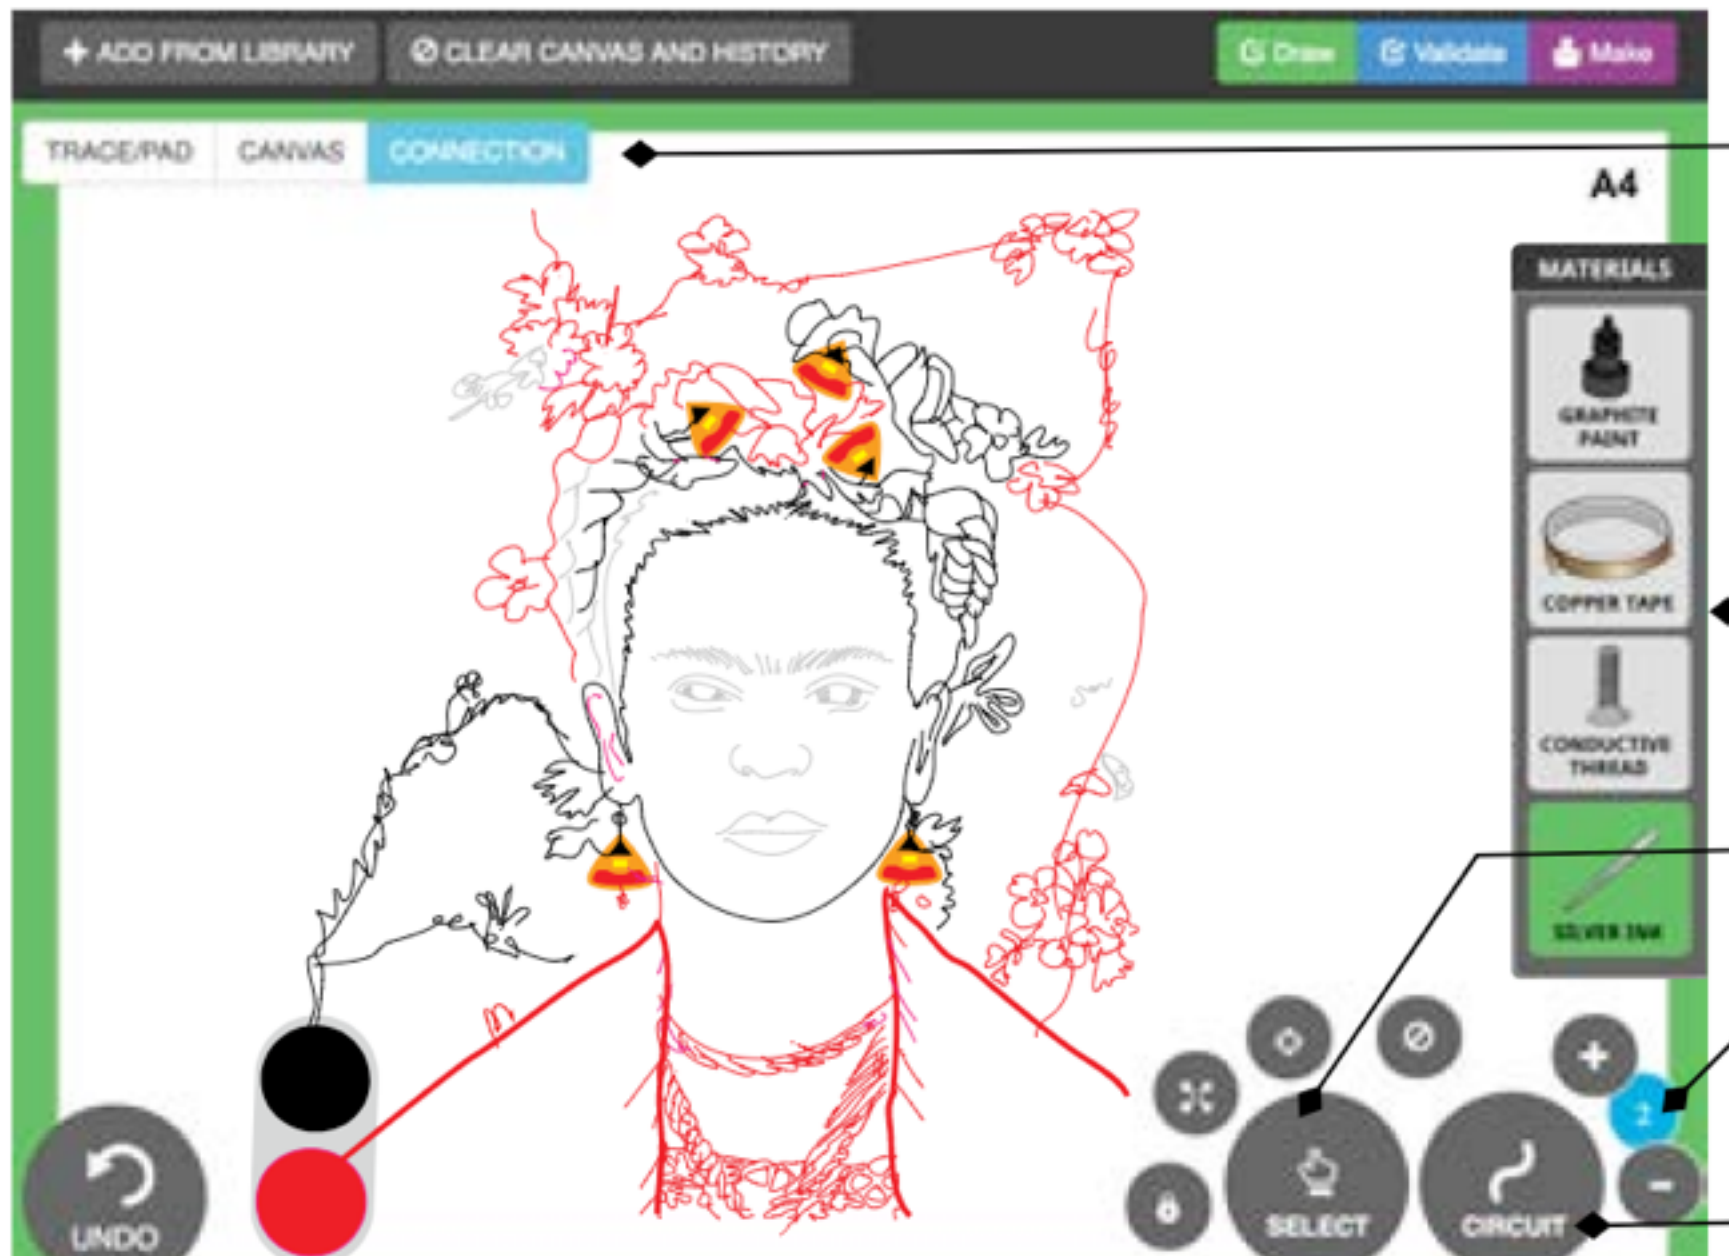 ADD FROM LIBRARY
CLEAR CANVAS AND HISTORY
Draw
Validate
Make
TRACE/PAD
CANVAS
CONNECTION
A4
MATERIALS
GRAPHITE
PAINT
COPPER TAPE
CONDUCTIVE
THREAD
SILVER INK
2
UNDO
SELECT
CIRCUIT